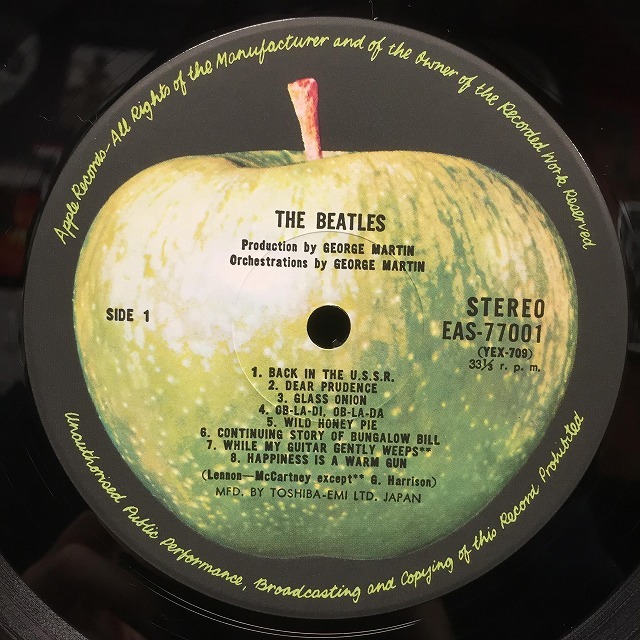 Apple Records—All Rights of the Manufacturer and of the Owner of the Recorded Work Reserved
THE BEATLES
Production by GEORGE MARTIN
Orchestrations by GEORGE MARTIN
SIDE 1
STEREO
EAS-77001
(YEX-709)
33⅓ r. p. m.
1. BACK IN THE U.S.S.R.
2. DEAR PRUDENCE
3. GLASS ONION
4. OB-LA-DI, OB-LA-DA
5. WILD HONEY PIE
6. CONTINUING STORY OF BUNGALOW BILL
7. WHILE MY GUITAR GENTLY WEEPS**
8. HAPPINESS IS A WARM GUN
(Lennon—McCartney except** G. Harrison)
MFD. BY TOSHIBA-EMI LTD. JAPAN
Unauthorised Public Performance, Broadcasting and Copying of this Record Prohibited